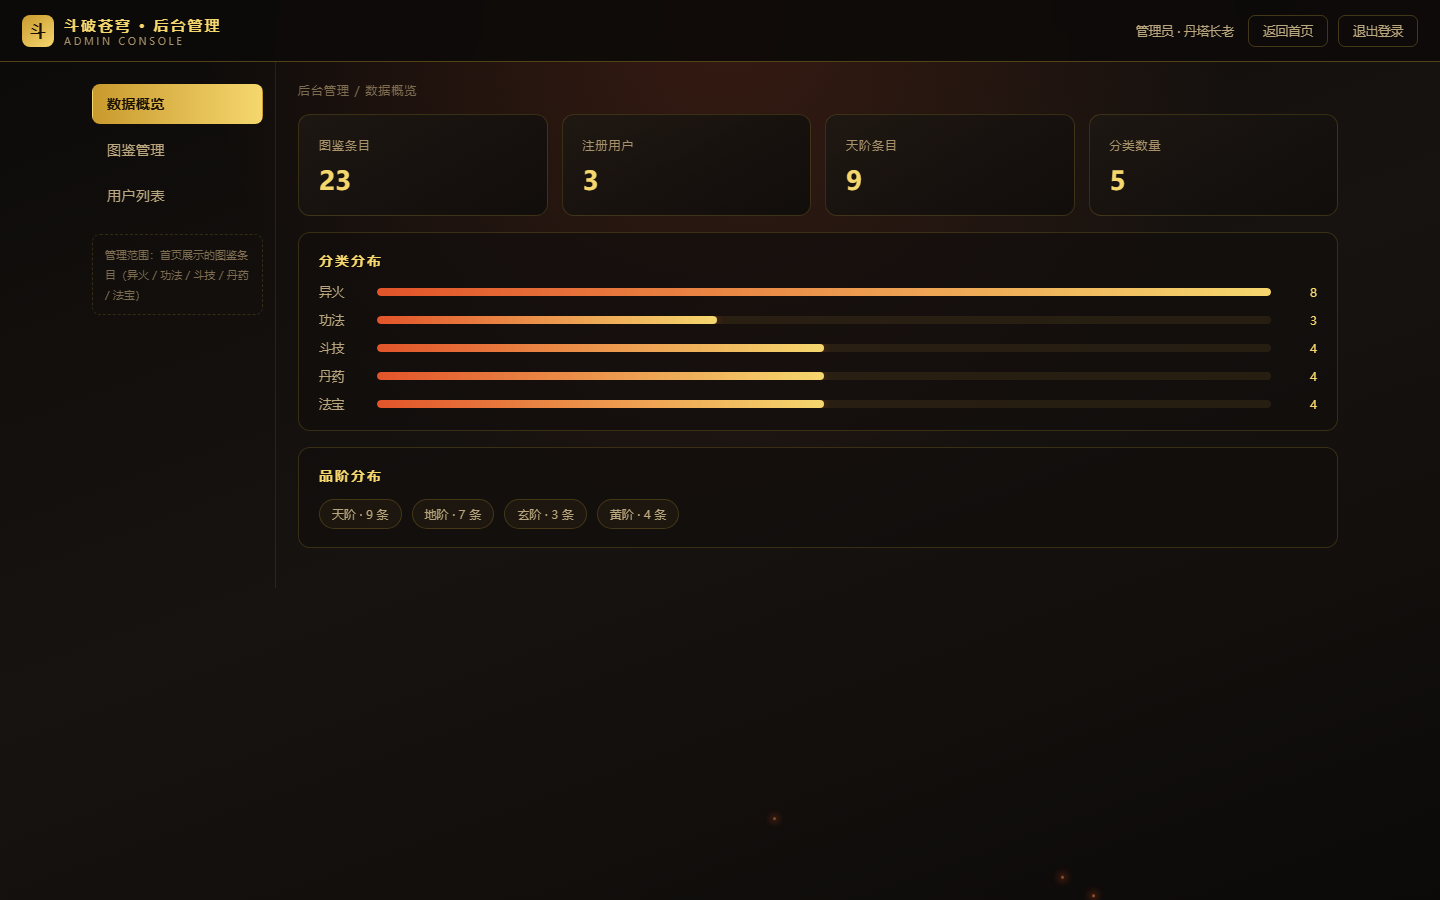 斗
斗破苍穹 · 后台管理
ADMIN CONSOLE
管理员 · 丹塔长老
返回首页
退出登录
数据概览
图鉴管理
用户列表
管理范围：首页展示的图鉴条
目（异火 / 功法 / 斗技 / 丹药
/ 法宝）
后台管理 / 数据概览
图鉴条目
23
注册用户
3
天阶条目
9
分类数量
5
分类分布
异火 8
功法 3
斗技 4
丹药 4
法宝 4
品阶分布
天阶 · 9 条
地阶 · 7 条
玄阶 · 3 条
黄阶 · 4 条